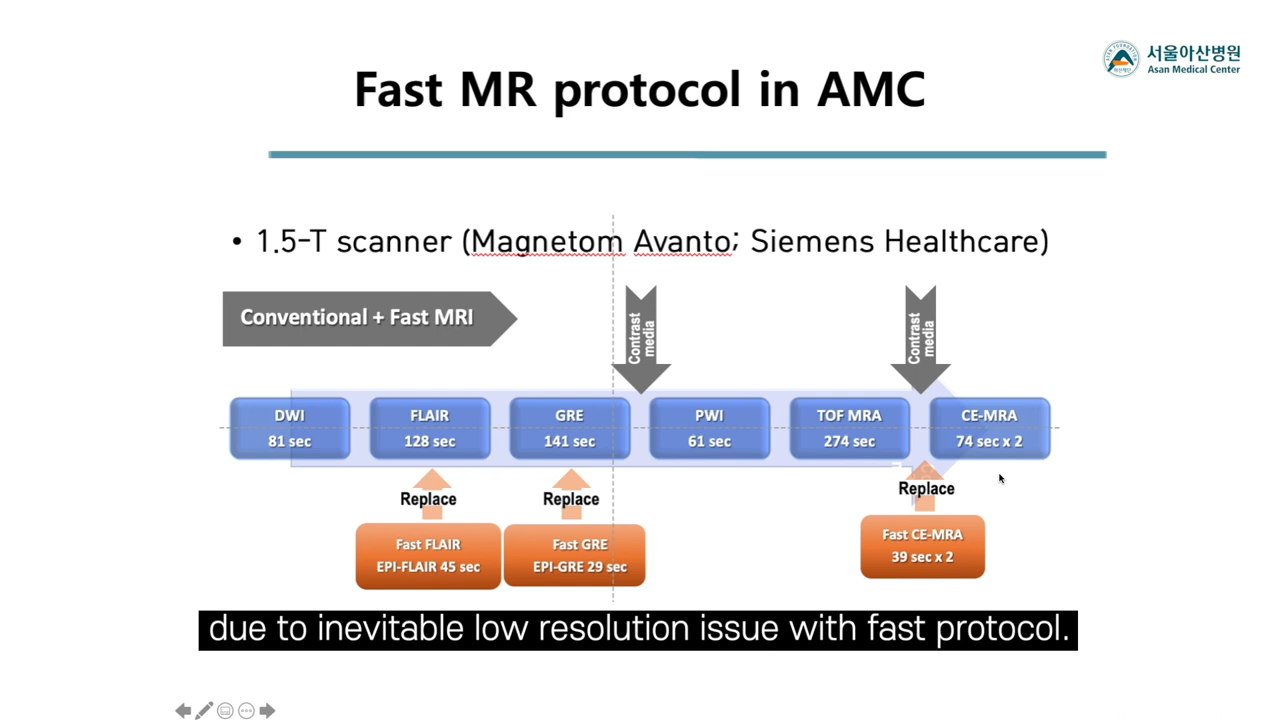 서울아산병원
Asan Medical Center
Fast MR protocol in AMC
• 1.5-T scanner (Magnetom Avanto; Siemens Healthcare)
Conventional + Fast MRI
Contrast
media
Contrast
media
DWI
81 sec
FLAIR
128 sec
GRE
141 sec
PWI
61 sec
TOF MRA
274 sec
CE-MRA
74 sec x 2
Replace
Replace
Replace
Fast FLAIR
EPI-FLAIR 45 sec
Fast GRE
EPI-GRE 29 sec
Fast CE-MRA
39 sec x 2
due to inevitable low resolution issue with fast protocol.